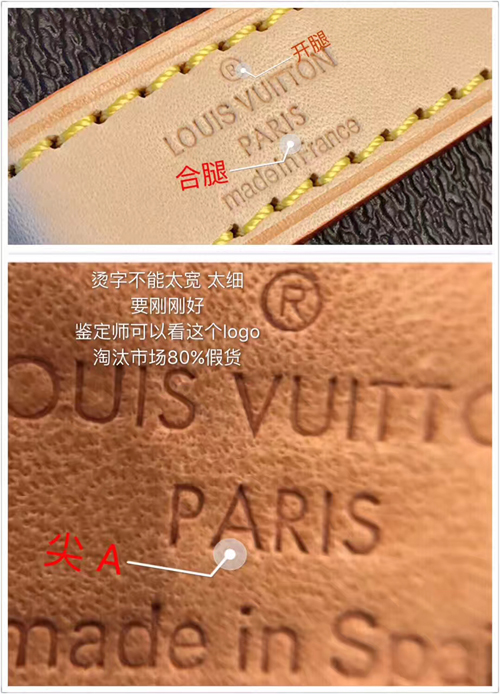 开腿
®
LOUIS VUITTON
PARIS
合腿
made in France
烫字不能太宽 太细
要刚刚好
鉴定师可以看这个logo
淘汰市场80%假货
®
OUIS VUITTO
PARIS
尖 A
made in Spa